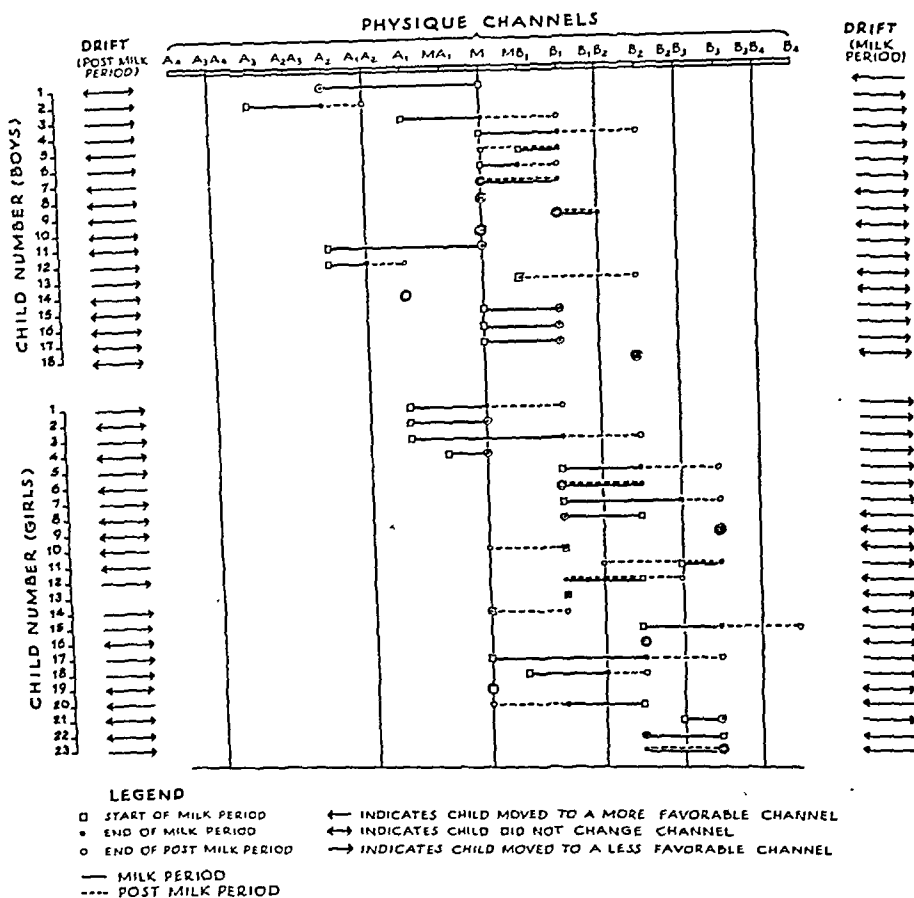 PHYSIQUE CHANNELS
DRIFT
(POST MILK
PERIOD)
A₄ A₃A₄ A₃ A₂A₃ A₂ A₁A₂ A₁ MA₁ M MB₁ B₁ B₁B₂ B₂ B₂B₃ B₃ B₃B₄ B₄
DRIFT
(MILK
PERIOD)
CHILD NUMBER (BOYS)
1
2
3
4
5
6
7
8
9
10
11
12
13
14
15
16
17
18
CHILD NUMBER (GIRLS)
1
2
3
4
5
6
7
8
9
10
11
12
13
14
15
16
17
18
19
20
21
22
23
LEGEND
START OF MILK PERIOD
END OF MILK PERIOD
END OF POST MILK PERIOD
MILK PERIOD
POST MILK PERIOD
INDICATES CHILD MOVED TO A MORE FAVORABLE CHANNEL
INDICATES CHILD DID NOT CHANGE CHANNEL
INDICATES CHILD MOVED TO A LESS FAVORABLE CHANNEL